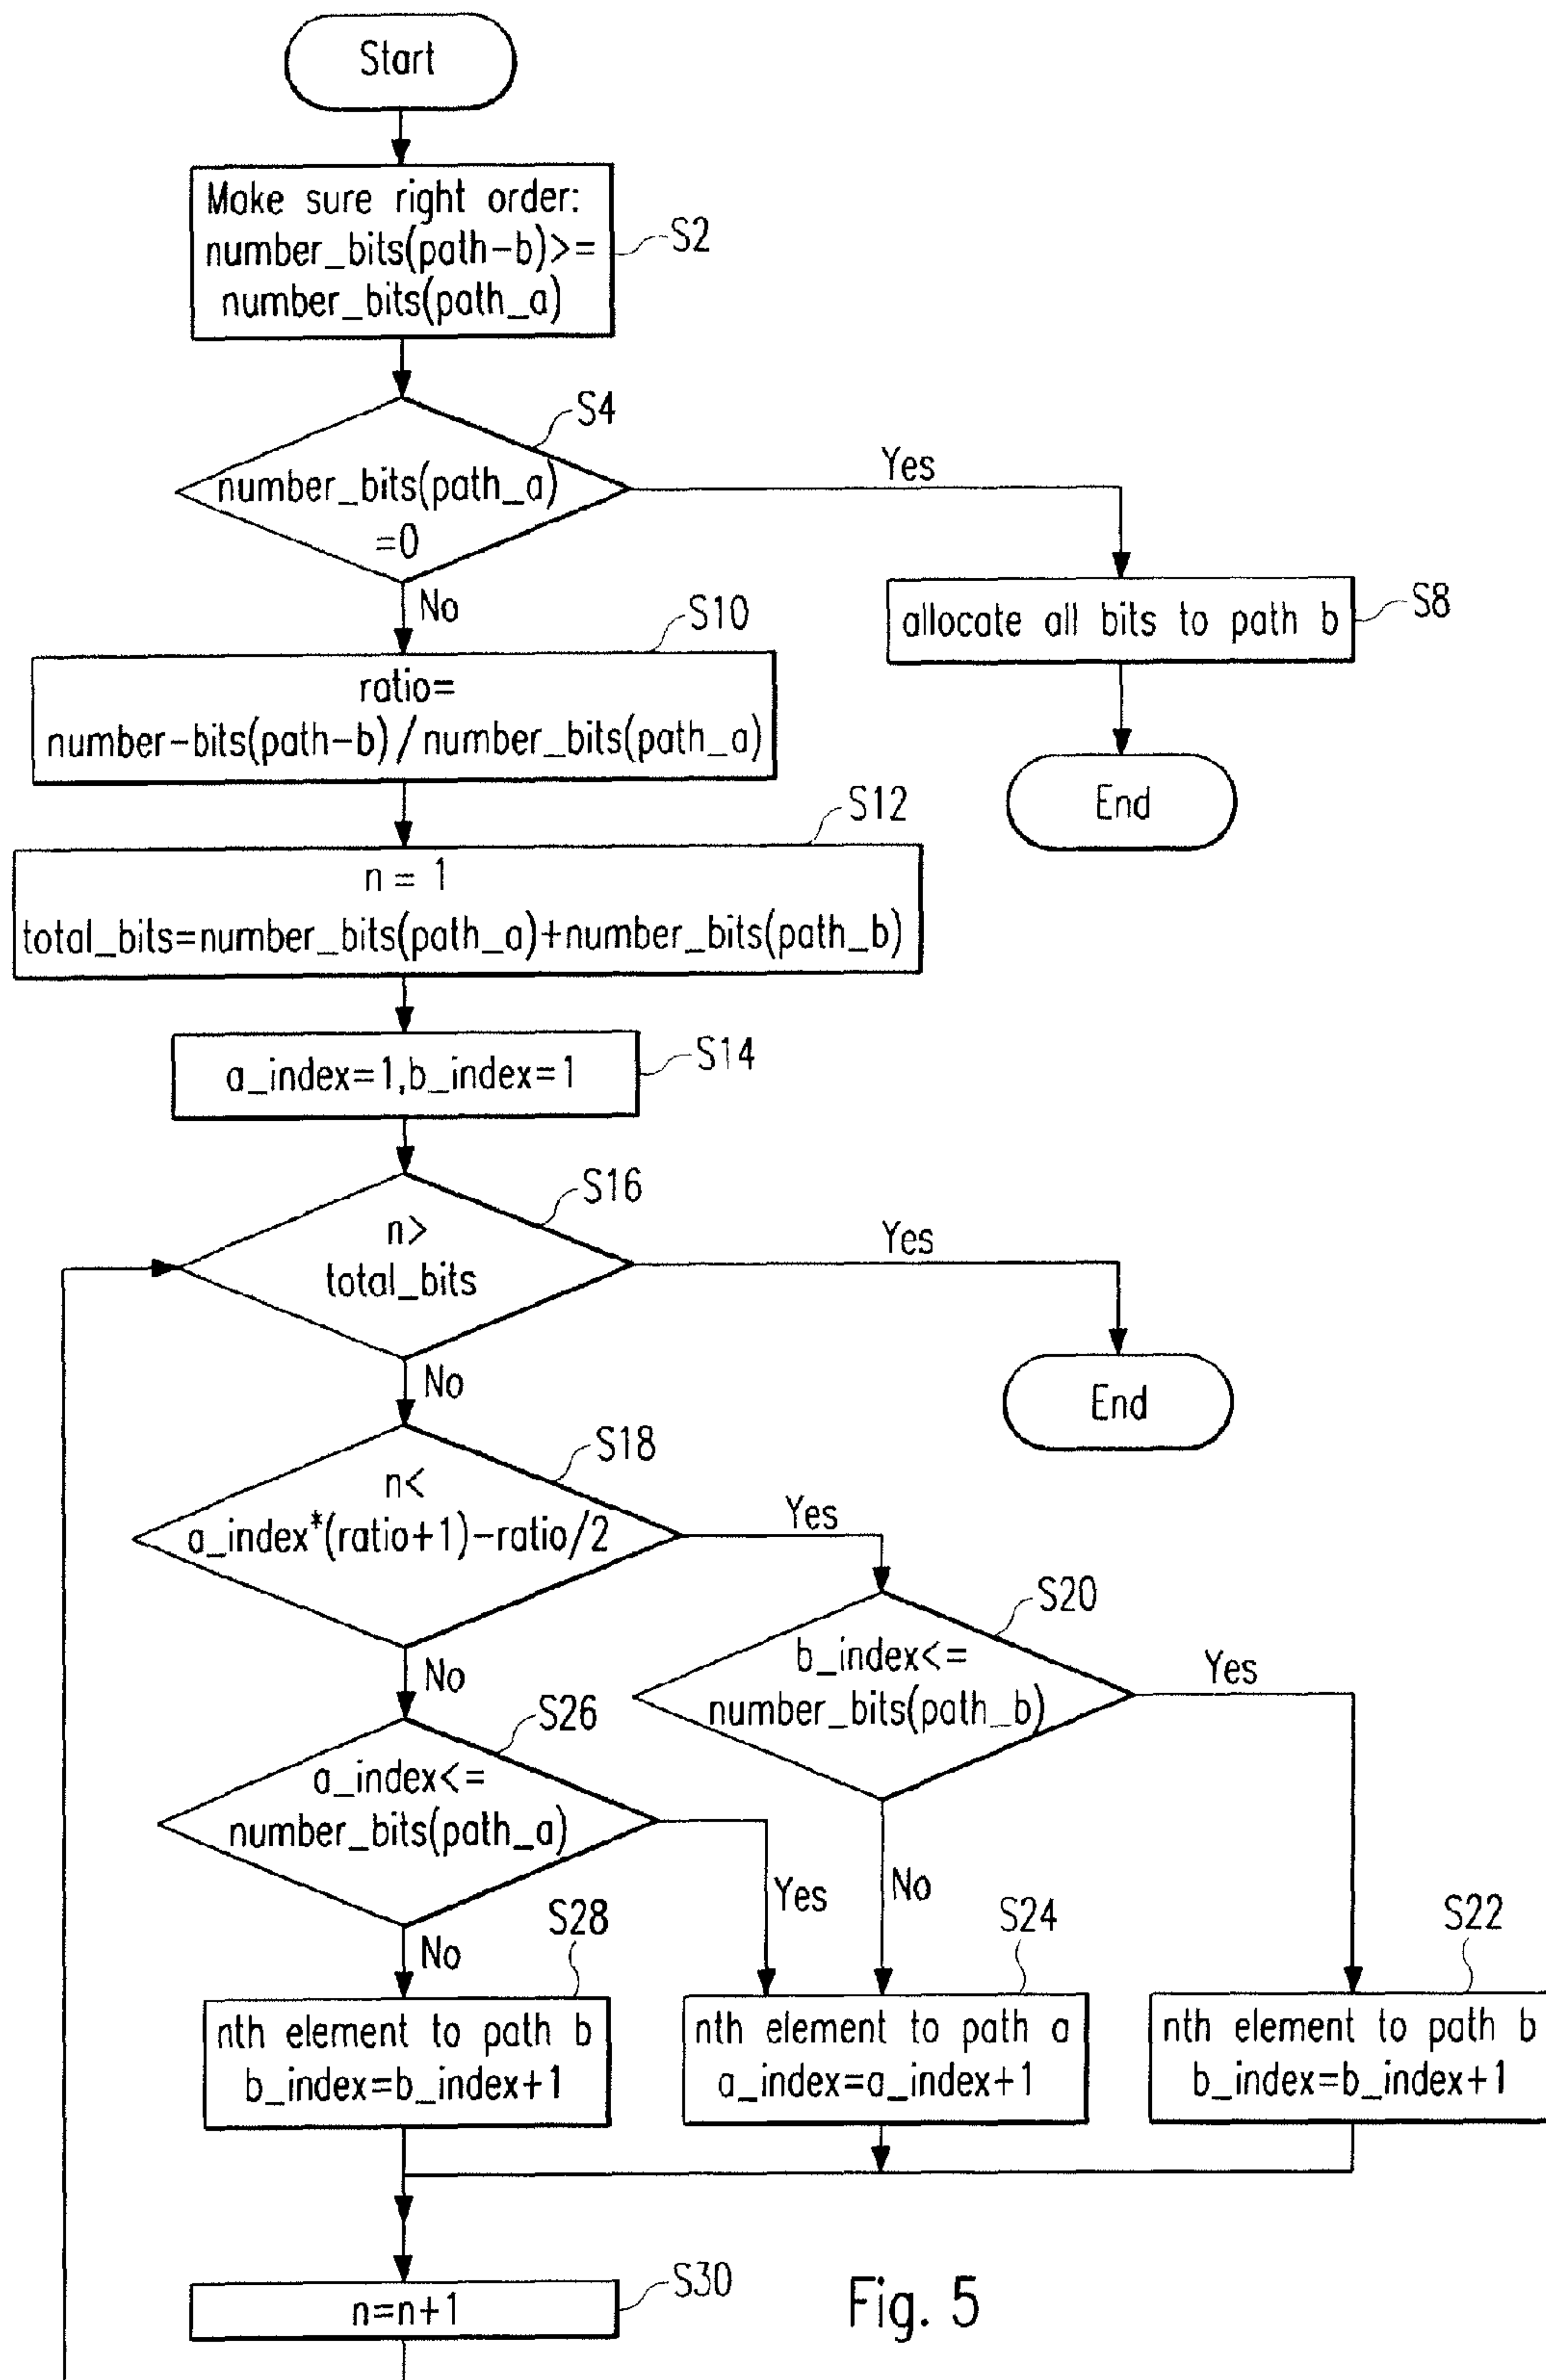 Start
Make sure right order:
number_bits(path-b)>=
number_bits(path_a)
S2
S4
number_bits(path_a)
=0
Yes
No
allocate all bits to path b
S8
End
S10
ratio=
number-bits(path-b)/number_bits(path_a)
S12
n = 1
total_bits=number_bits(path_a)+number_bits(path_b)
a_index=1,b_index=1
S14
S16
n>
total_bits
Yes
No
End
S18
n<
a_index*(ratio+1)-ratio/2
Yes
No
S20
b_index<=
number_bits(path_b)
Yes
No
S26
a_index<=
number_bits(path_a)
Yes
No
S28
nth element to path b
b_index=b_index+1
S24
nth element to path a
a_index=a_index+1
S22
nth element to path b
b_index=b_index+1
n=n+1
S30
Fig. 5